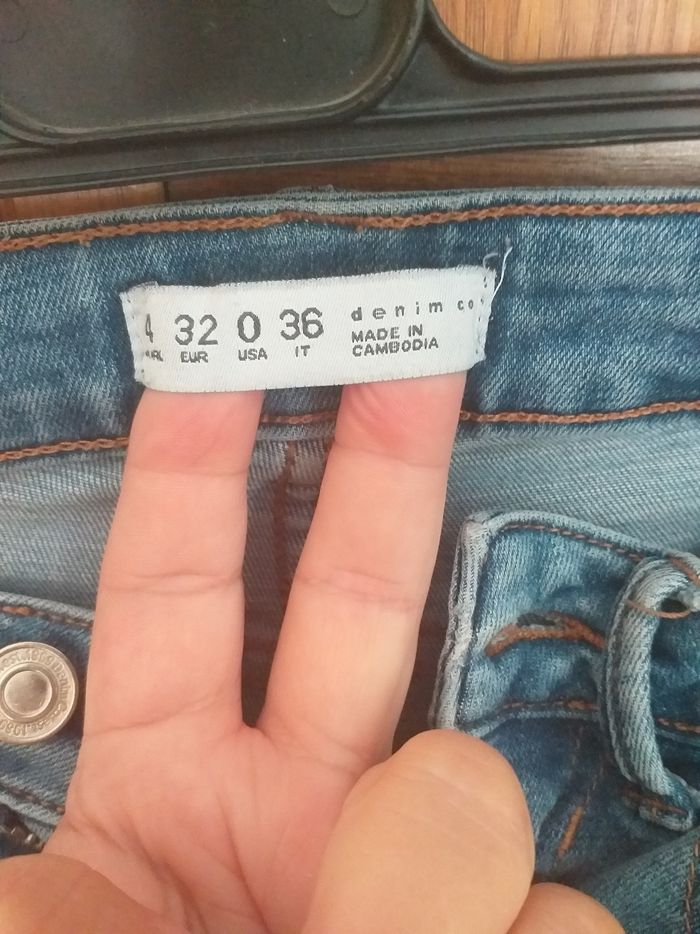 4 32 0 36 denim co
EUR USA IT MADE IN
CAMBODIA